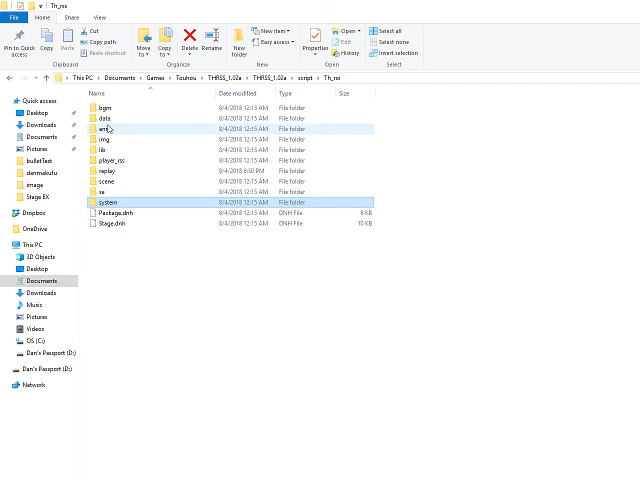 Th_rss
File Home Share View
Pin to Quick access Copy Paste Cut Copy path Paste shortcut Move to Copy to Delete Rename New folder New item Easy access Properties Open Edit History Select all Select none Invert selection
Clipboard Organize New Open Select
This PC > Documents > Games > Touhou > THRSS_1.02a > THRSS_1.02a > script > Th_rss
Name Date modified Type Size
Quick access
Desktop
Downloads
Documents
Pictures
bulletTest
danmakufu
image
Stage EX
Dropbox
OneDrive
This PC
3D Objects
Desktop
Documents
Downloads
Music
Pictures
Videos
OS (C:)
Dan's Passport (D:)
Dan's Passport (D:)
Network
bgm 8/4/2018 12:15 AM File folder
data 8/4/2018 12:15 AM File folder
8/4/2018 12:15 AM File folder
img 8/4/2018 12:15 AM File folder
lib 8/4/2018 12:15 AM File folder
player_rss 8/4/2018 12:15 AM File folder
replay 8/4/2018 6:50 PM File folder
scene 8/4/2018 12:15 AM File folder
se 8/4/2018 12:15 AM File folder
system 8/4/2018 12:15 AM File folder
Package.dnh 8/4/2018 12:15 AM DNH File 6 KB
Stage.dnh 8/4/2018 12:15 AM DNH File 10 KB